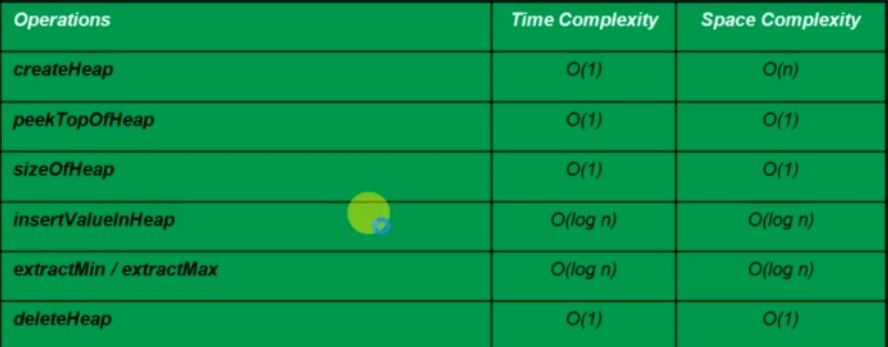 Operations Time Complexity Space Complexity
createHeap O(1) O(n)
peekTopOfHeap O(1) O(1)
sizeOfHeap O(1) O(1)
insertValueInHeap O(log n) O(log n)
extractMin / extractMax O(log n) O(log n)
deleteHeap O(1) O(1)